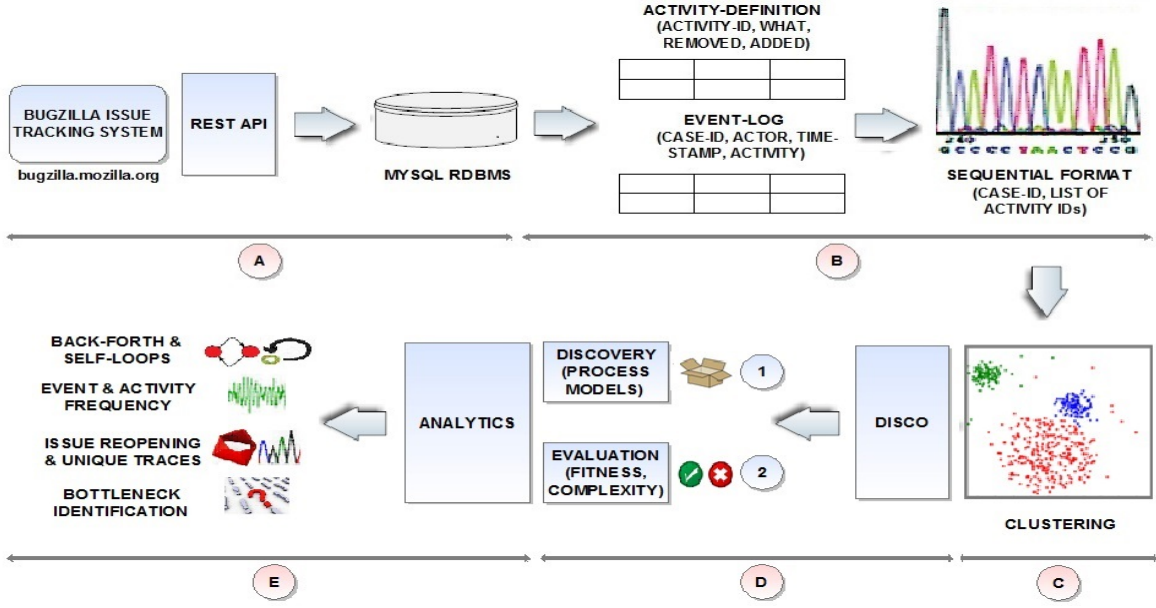 BUGZILLA ISSUE
TRACKING SYSTEM
bugzilla.mozilla.org
REST API
MYSQL RDBMS
ACTIVITY-DEFINITION
(ACTIVITY-ID, WHAT,
REMOVED, ADDED)
EVENT-LOG
(CASE-ID, ACTOR, TIME-
STAMP, ACTIVITY)
SEQUENTIAL FORMAT
(CASE-ID, LIST OF
ACTIVITY IDs)
A
B
BACK-FORTH &
SELF-LOOPS
EVENT & ACTIVITY
FREQUENCY
ISSUE REOPENING
& UNIQUE TRACES
BOTTLENECK
IDENTIFICATION
ANALYTICS
DISCOVERY
(PROCESS
MODELS)
1
EVALUATION
(FITNESS,
COMPLEXITY)
2
DISCO
CLUSTERING
E
D
C